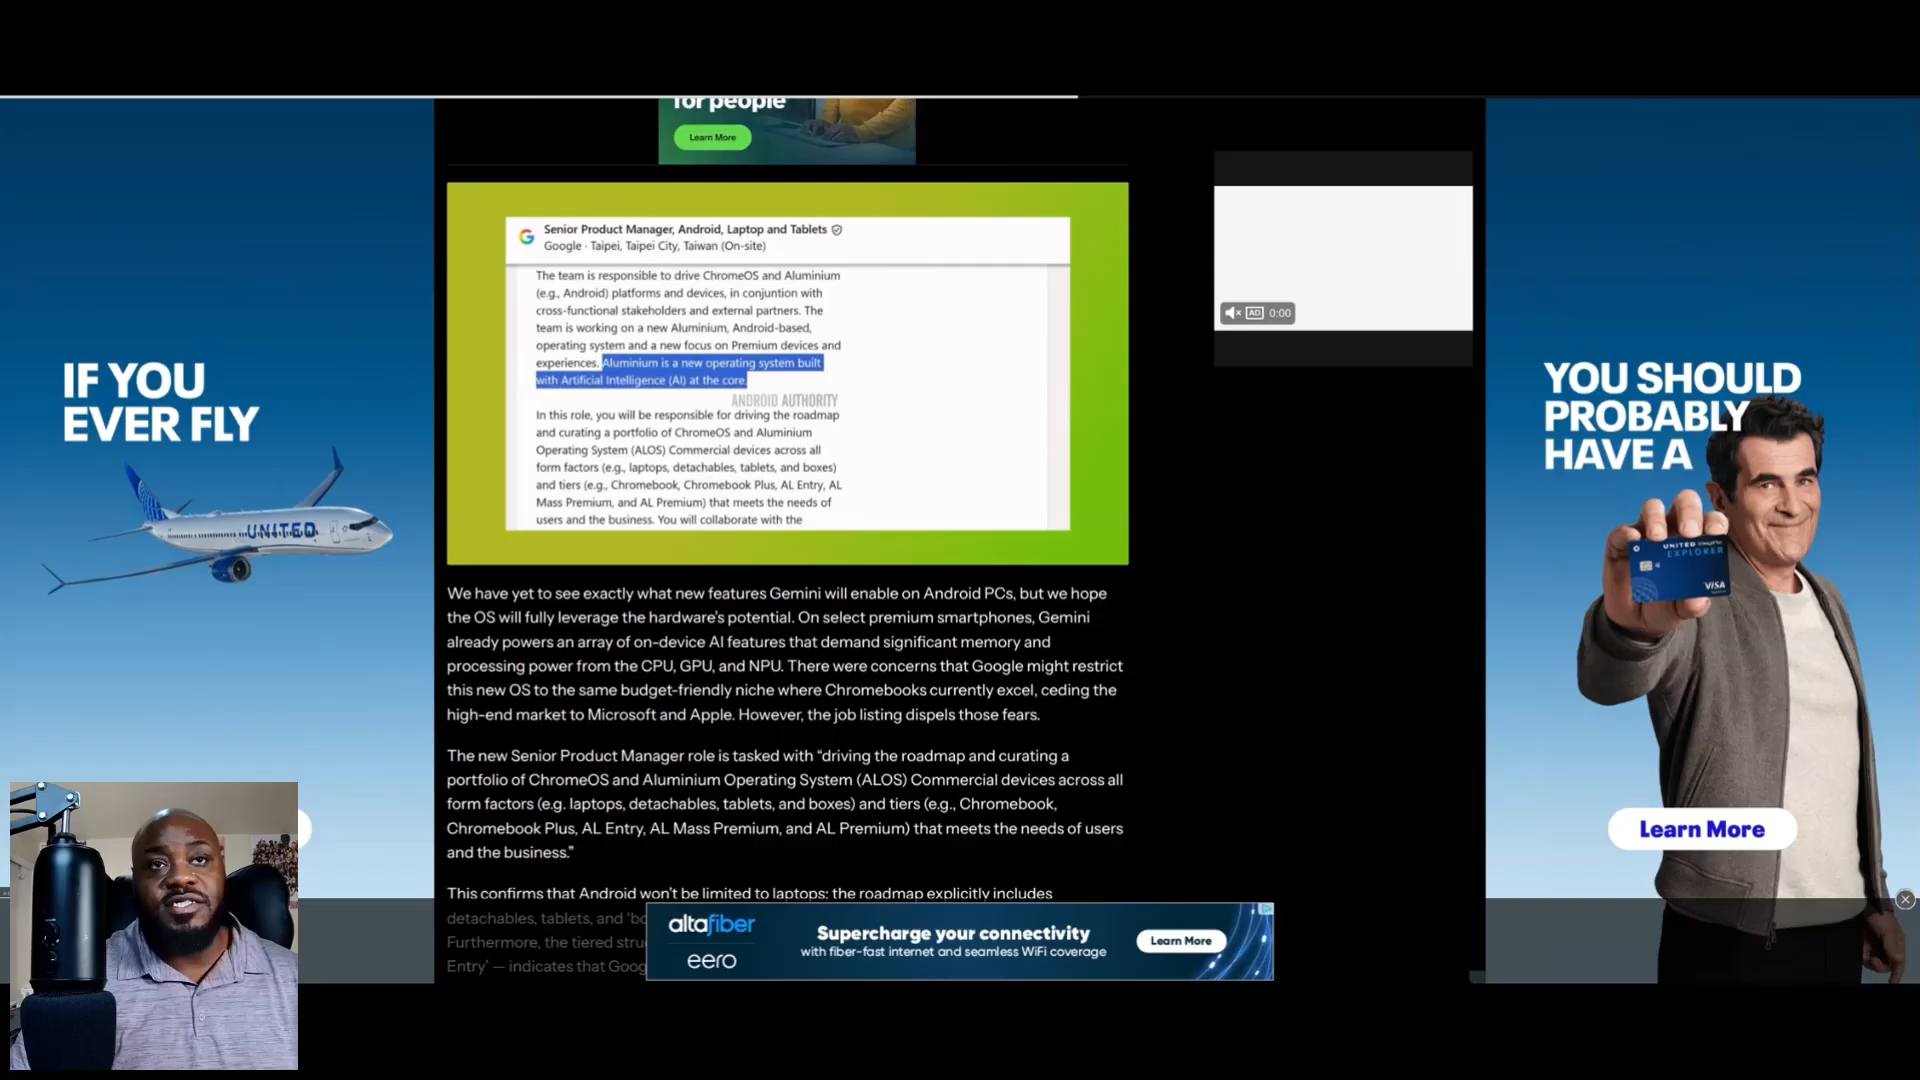 for people
Learn More
IF YOU
EVER FLY
UNITED
Senior Product Manager, Android, Laptop and Tablets
Google · Taipei, Taipei City, Taiwan (On-site)
The team is responsible to drive ChromeOS and Aluminium
(e.g., Android) platforms and devices, in conjuntion with
cross-functional stakeholders and external partners. The
team is working on a new Aluminium, Android-based,
operating system and a new focus on Premium devices and
experiences. Aluminium is a new operating system built
with Artificial Intelligence (AI) at the core.
ANDROID AUTHORITY
In this role, you will be responsible for driving the roadmap
and curating a portfolio of ChromeOS and Aluminium
Operating System (ALOS) Commercial devices across all
form factors (e.g., laptops, detachables, tablets, and boxes)
and tiers (e.g., Chromebook, Chromebook Plus, AL Entry, AL
Mass Premium, and AL Premium) that meets the needs of
users and the business. You will collaborate with the
We have yet to see exactly what new features Gemini will enable on Android PCs, but we hope
the OS will fully leverage the hardware's potential. On select premium smartphones, Gemini
already powers an array of on-device AI features that demand significant memory and
processing power from the CPU, GPU, and NPU. There were concerns that Google might restrict
this new OS to the same budget-friendly niche where Chromebooks currently excel, ceding the
high-end market to Microsoft and Apple. However, the job listing dispels those fears.
The new Senior Product Manager role is tasked with “driving the roadmap and curating a
portfolio of ChromeOS and Aluminium Operating System (ALOS) Commercial devices across all
form factors (e.g. laptops, detachables, tablets, and boxes) and tiers (e.g., Chromebook,
Chromebook Plus, AL Entry, AL Mass Premium, and AL Premium) that meets the needs of users
and the business.”
This confirms that Android won't be limited to laptops; the roadmap explicitly includes
detachables, tablets, and 'bo
Furthermore, the tiered stru
Entry' — indicates that Goog
altafiber
eero
Supercharge your connectivity
with fiber-fast internet and seamless WiFi coverage
Learn More
AD 0:00
YOU SHOULD
PROBABLY
HAVE A
UNITED
EXPLORER
VISA
Learn More